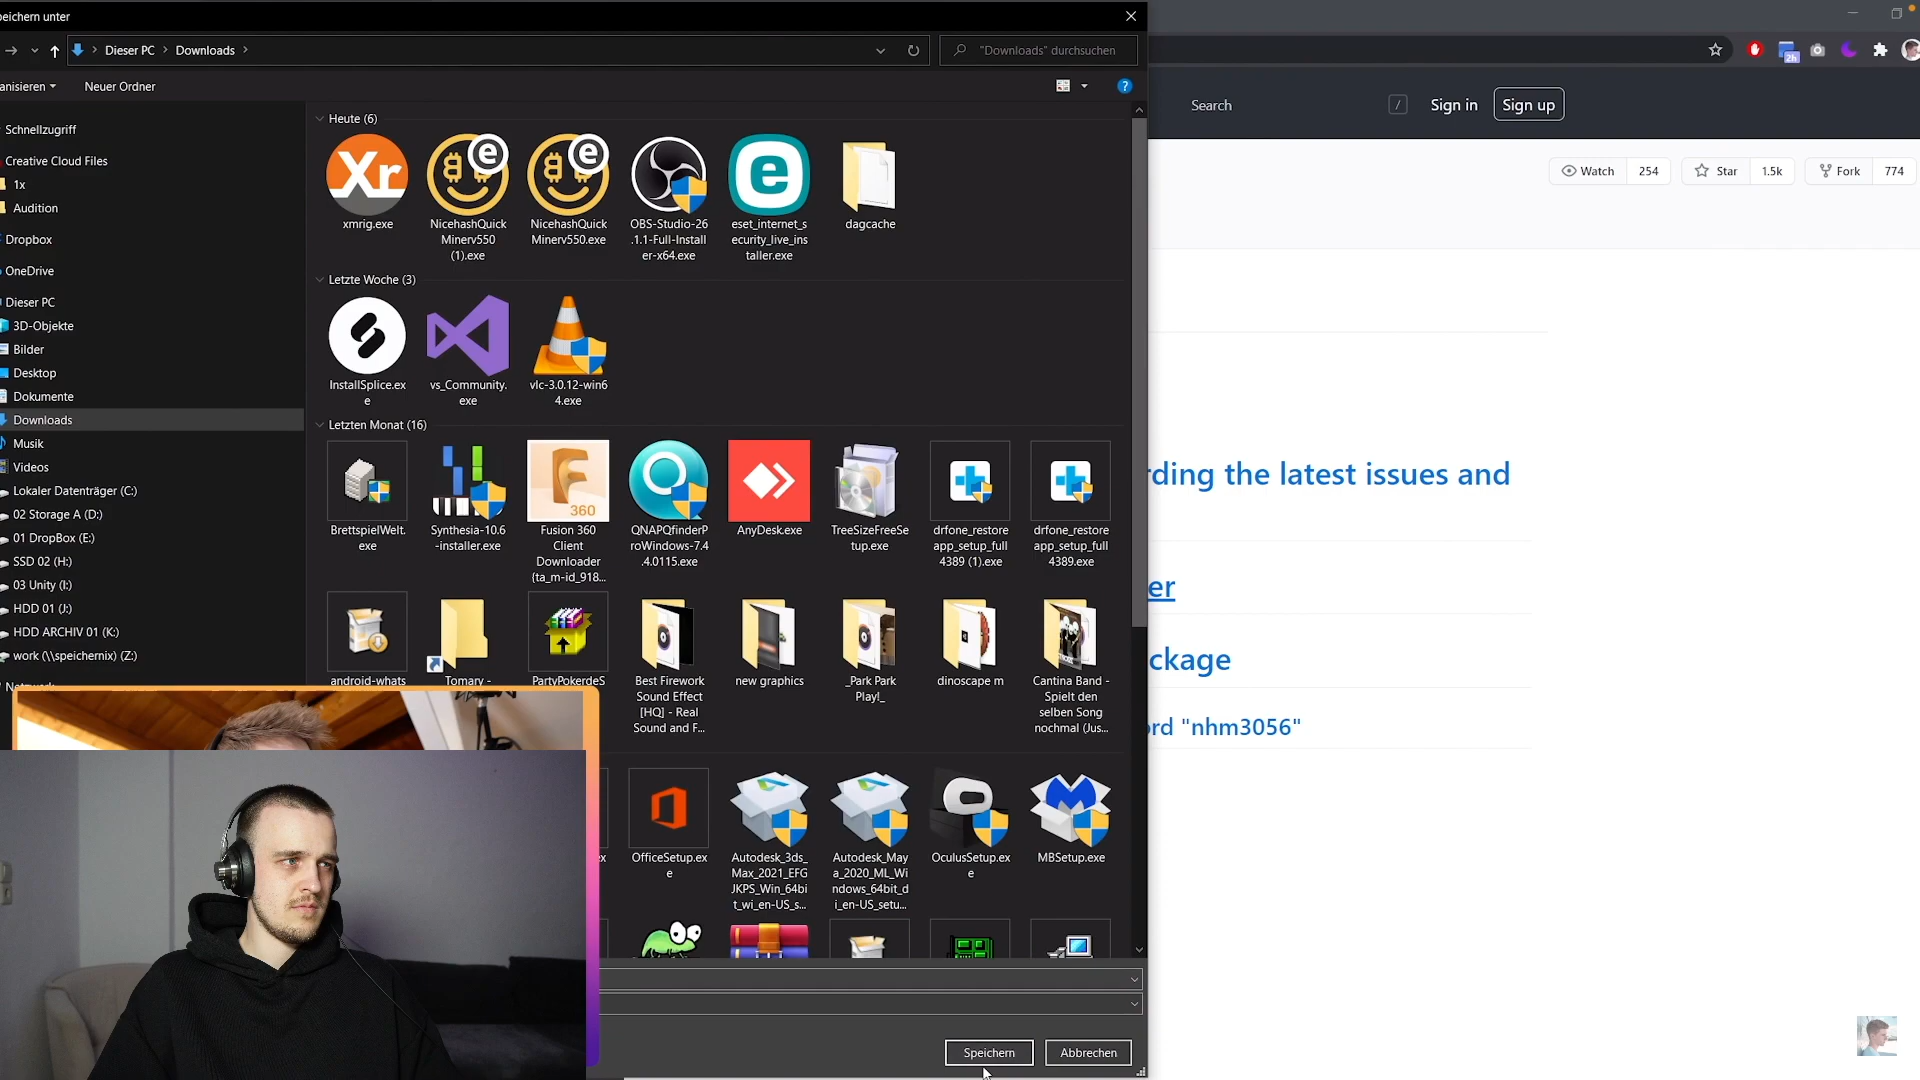 peichern unter
Dieser PC
Downloads
"Downloads" durchsuchen
anisieren
Neuer Ordner
Schnellzugriff
Creative Cloud Files
1x
Audition
Dropbox
OneDrive
Dieser PC
3D-Objekte
Bilder
Desktop
Dokumente
Downloads
Musik
Videos
Lokaler Datenträger (C:)
02 Storage A (D:)
01 DropBox (E:)
SSD 02 (H:)
03 Unity (I:)
HDD 01 (J:)
HDD ARCHIV 01 (K:)
work (\\speichernix) (Z:)
Heute (6)
Xr
xmrig.exe
NicehashQuick
Minerv550
(1).exe
NicehashQuick
Minerv550.exe
OBS-Studio-26
.1.1-Full-Install
er-x64.exe
eset_internet_s
ecurity_live_ins
taller.exe
dagcache
Letzte Woche (3)
InstallSplice.ex
e
vs_Community.
exe
vlc-3.0.12-win6
4.exe
Letzten Monat (16)
BrettspielWelt.
exe
Synthesia-10.6
-installer.exe
360
Fusion 360
Client
Downloader
(ta_m-id_918...
QNAPQfinderP
roWindows-7.4
.4.0115.exe
AnyDesk.exe
TreeSizeFreeSe
tup.exe
drfone_restore
app_setup_full
4389 (1).exe
drfone_restore
app_setup_full
4389.exe
android-whats
Tomary -
PartyPokerdeS
Best Firework
Sound Effect
[HQ] - Real
Sound and F...
new graphics
_Park Park
Play!_
dinoscape m
Cantina Band -
Spielt den
selben Song
nochmal (Jus...
ex
OfficeSetup.ex
e
Autodesk_3ds_
Max_2021_EFG
JKPS_Win_64bi
t_wi_en-US_s...
Autodesk_May
a_2020_ML_Wi
ndows_64bit_d
i_en-US_setu...
OculusSetup.ex
e
MBSetup.exe
Speichern
Abbrechen
2h
Search
/
Sign in
Sign up
Watch
254
Star
1.5k
Fork
774
rding the latest issues and
er
ckage
ord "nhm3056"